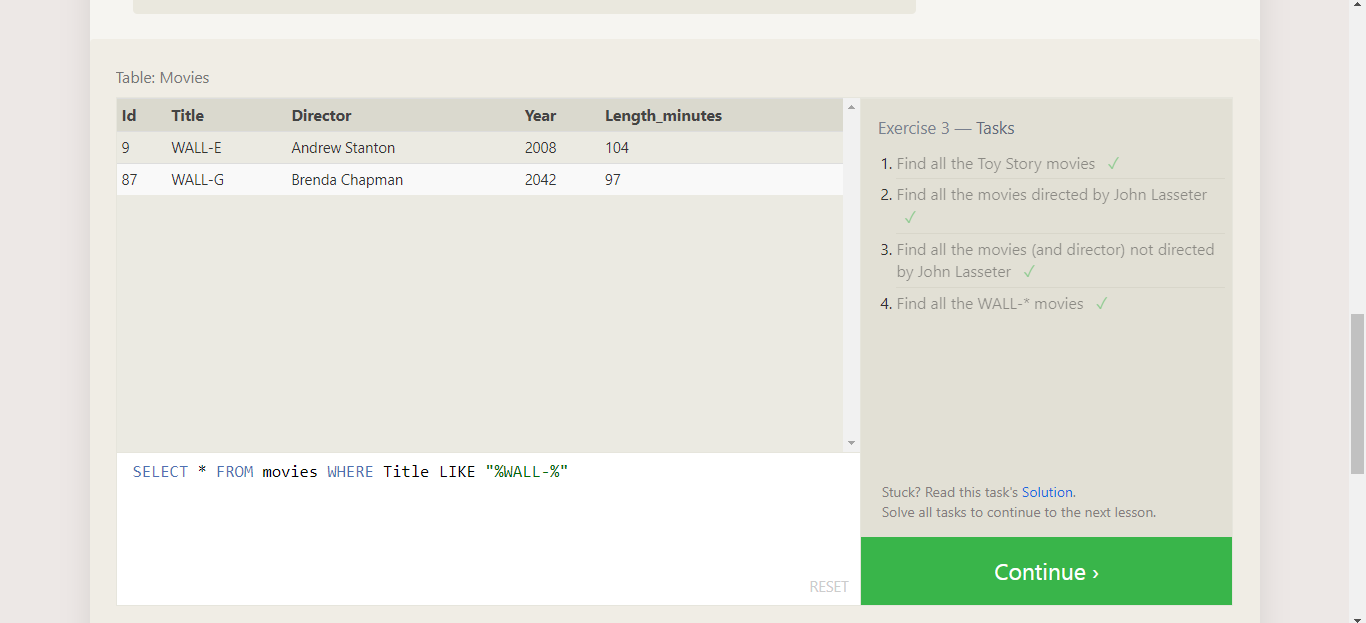 Table: Movies
Id Title Director Year Length_minutes
9 WALL-E Andrew Stanton 2008 104
87 WALL-G Brenda Chapman 2042 97
SELECT * FROM movies WHERE Title LIKE "%WALL-%"
RESET
Exercise 3 — Tasks
1. Find all the Toy Story movies ✓
2. Find all the movies directed by John Lasseter
✓
3. Find all the movies (and director) not directed
by John Lasseter ✓
4. Find all the WALL-* movies ✓
Stuck? Read this task's Solution.
Solve all tasks to continue to the next lesson.
Continue ›